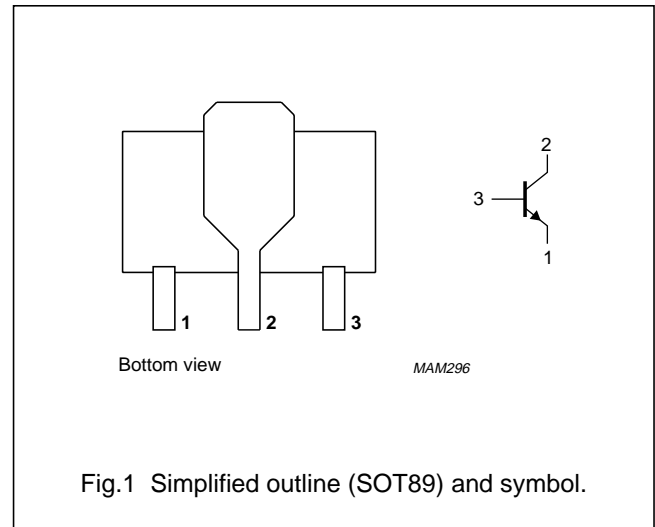 2
3
1
1 2 3
Bottom view
MAM296
Fig.1 Simplified outline (SOT89) and symbol.